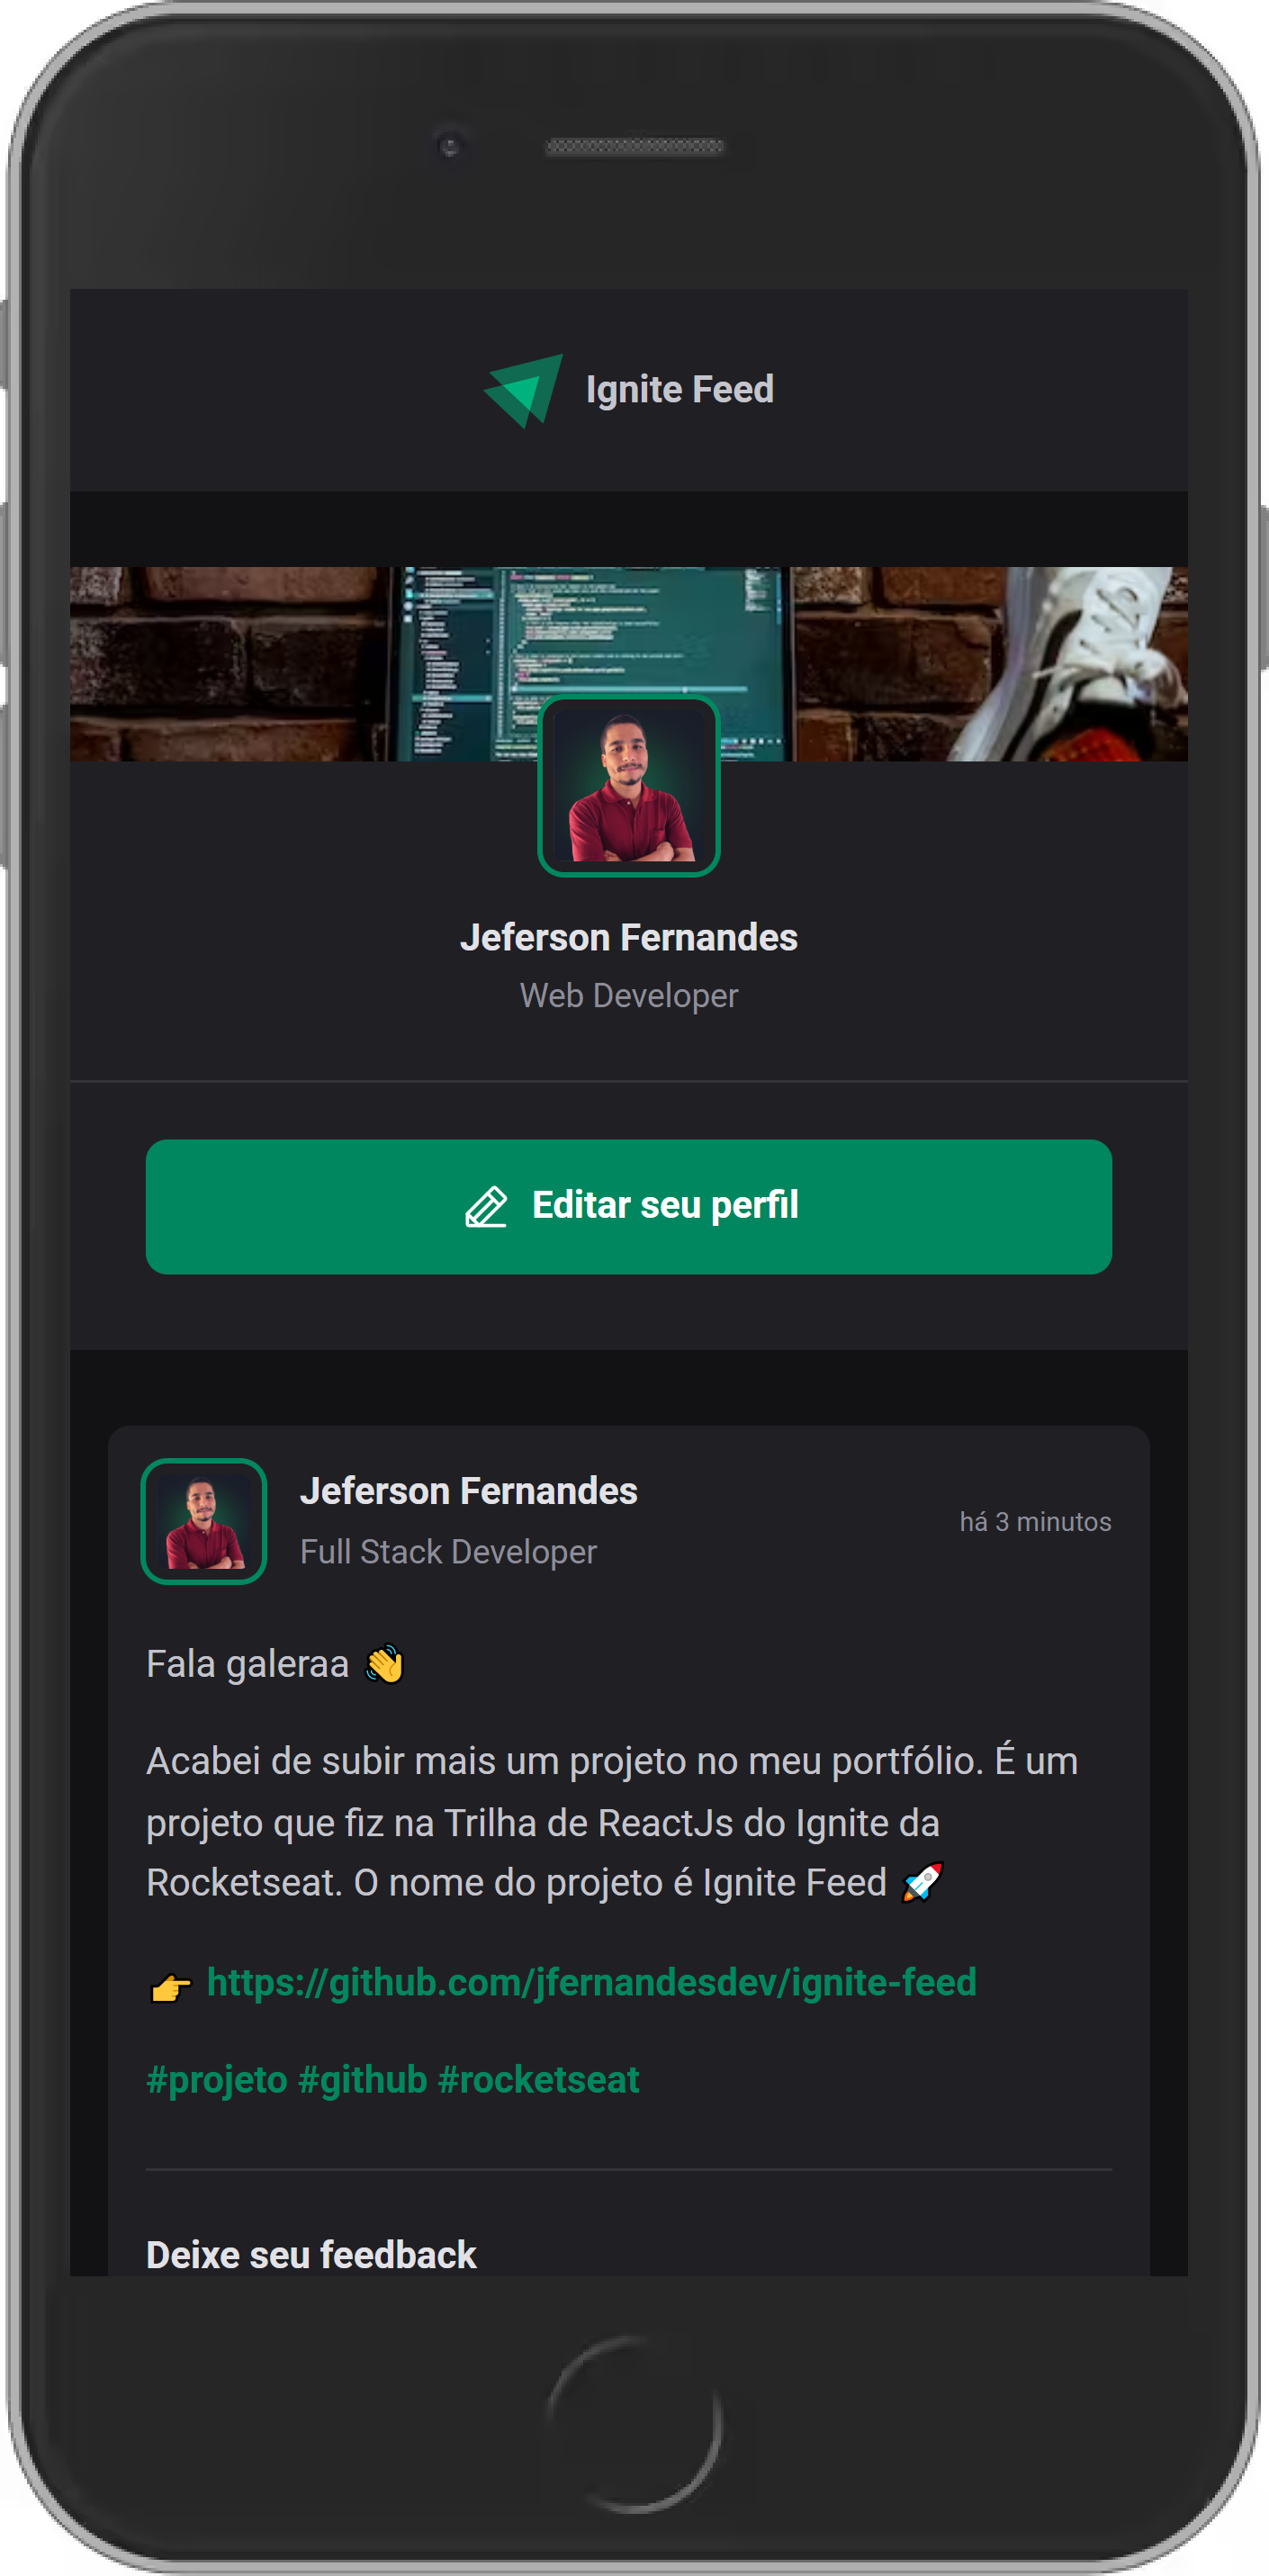 Ignite Feed
Jeferson Fernandes
Web Developer
Editar seu perfil
Jeferson Fernandes
Full Stack Developer
há 3 minutos
Fala galeraa 👋
Acabei de subir mais um projeto no meu portfólio. É um
projeto que fiz na Trilha de ReactJs do Ignite da
Rocketseat. O nome do projeto é Ignite Feed 🚀
👉 https://github.com/jfernandesdev/ignite-feed
#projeto #github #rocketseat
Deixe seu feedback